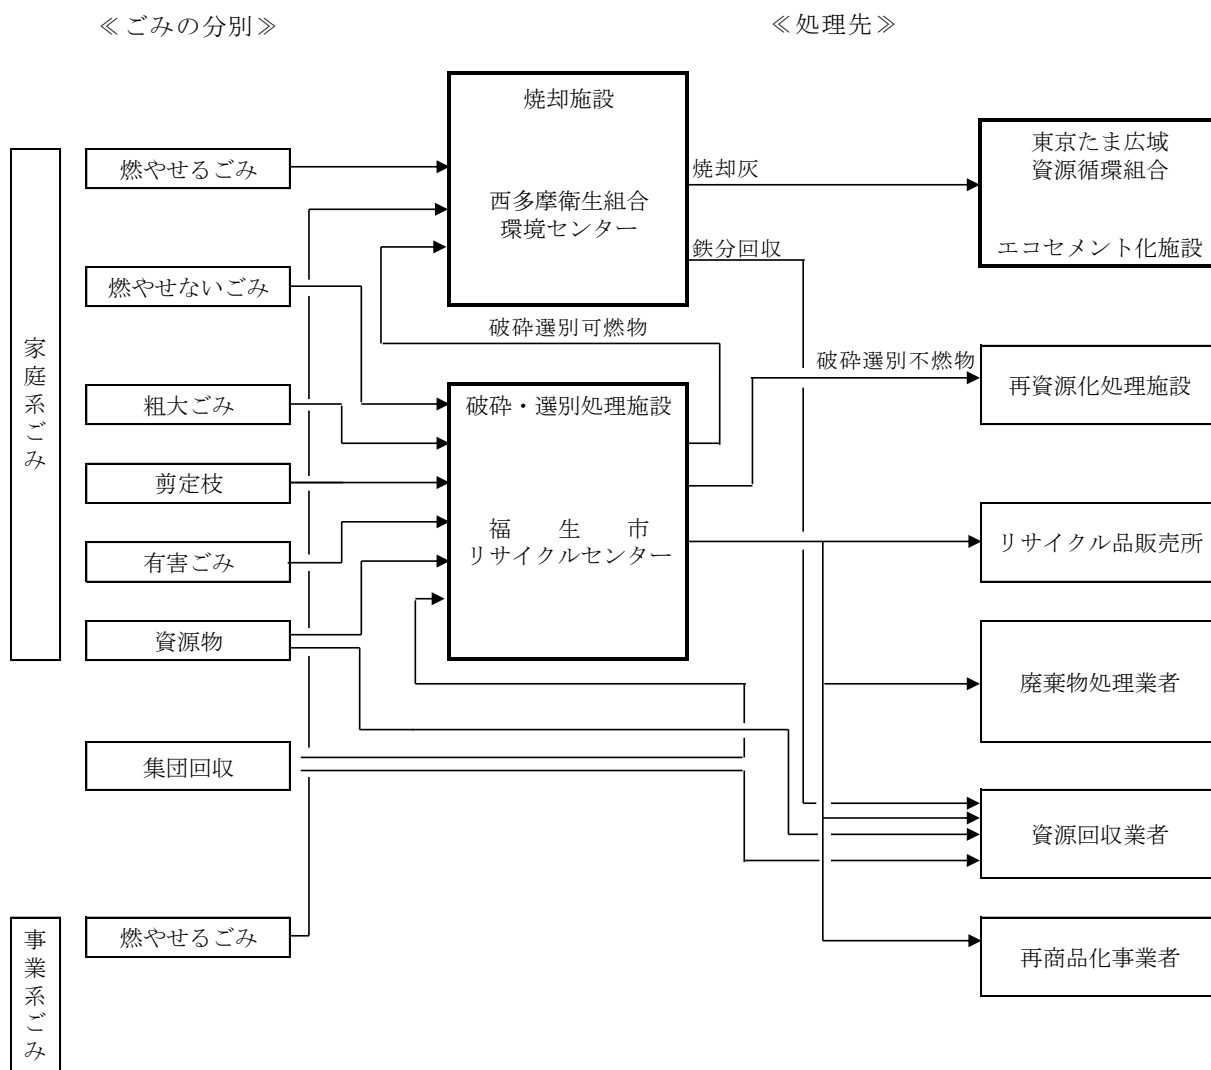 ≪ごみの分別≫
≪処理先≫
家庭系ごみ
燃やせるごみ
燃やせないごみ
粗大ごみ
剪定枝
有害ごみ
資源物
集団回収
事業系ごみ
燃やせるごみ
焼却施設
西多摩衛生組合
環境センター
焼却灰
鉄分回収
破砕選別可燃物
破砕・選別処理施設
福 生 市
リサイクルセンター
破砕選別不燃物
東京たま広域
資源循環組合
エコセメント化施設
再資源化処理施設
リサイクル品販売所
廃棄物処理業者
資源回収業者
再商品化事業者